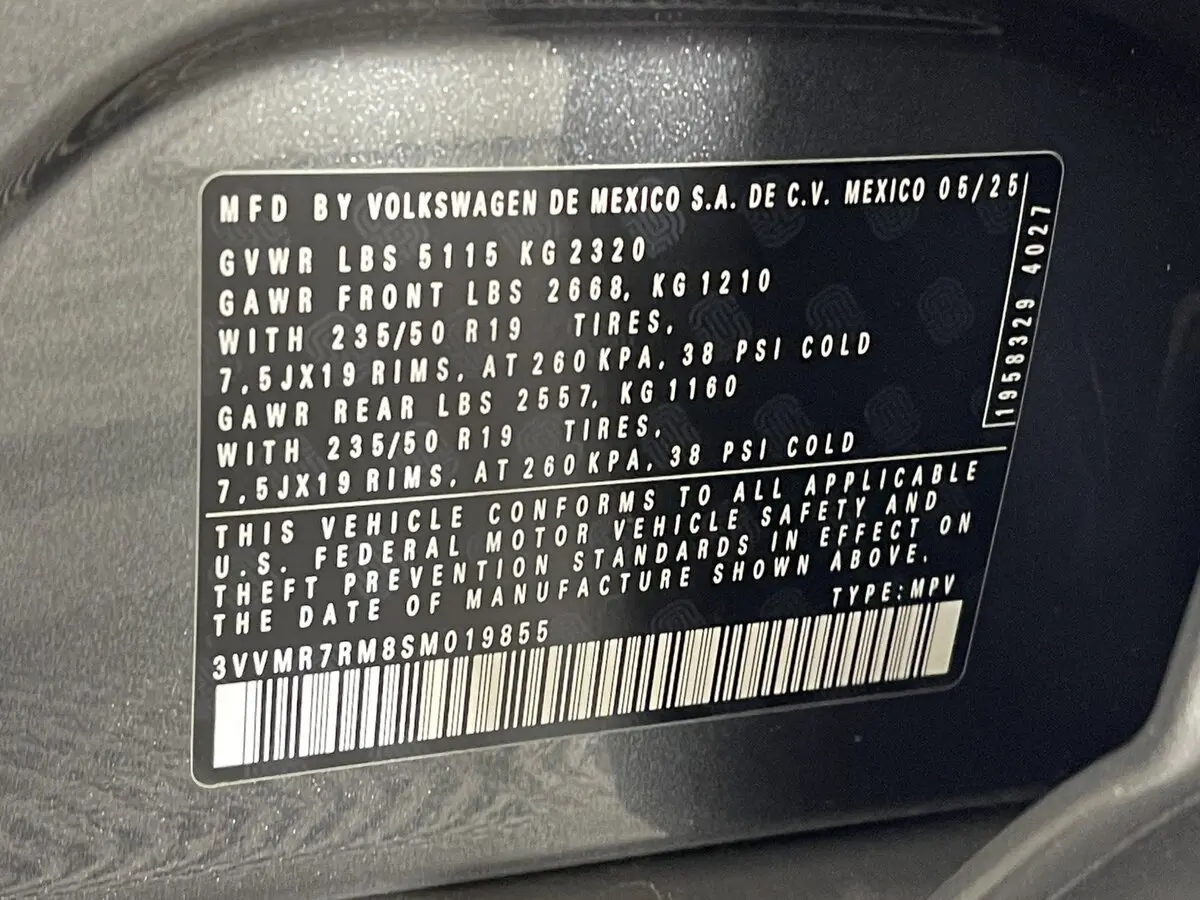 MFD BY VOLKSWAGEN DE MEXICO S.A. DE C.V. MEXICO 05/25
GVWR LBS 5115 KG 2320
GAWR FRONT LBS 2668, KG 1210
WITH 235/50 R19 TIRES,
7,5JX19 RIMS, AT 260 KPA, 38 PSI COLD
GAWR REAR LBS 2557, KG 1160
WITH 235/50 R19 TIRES,
7,5JX19 RIMS, AT 260 KPA, 38 PSI COLD
1958329 4027
THIS VEHICLE CONFORMS TO ALL APPLICABLE
U.S. FEDERAL MOTOR VEHICLE SAFETY AND
THEFT PREVENTION STANDARDS IN EFFECT ON
THE DATE OF MANUFACTURE SHOWN ABOVE.
TYPE:MPV
3VVMR7RM8SM019855